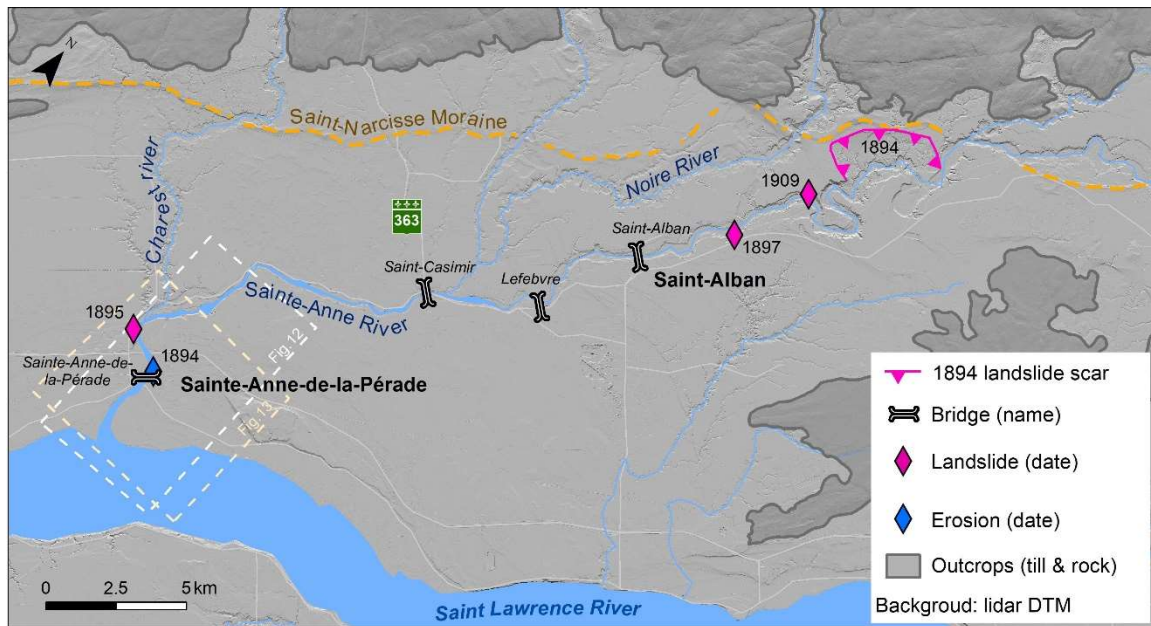 N
Saint-Narcisse Moraine
1894
Charest river
Noire River
1909
363
Saint-Alban
1897
Saint-Casimir
Lefebvre
Saint-Alban
Sainte-Anne River
1895
Fig 12
1894
Sainte-Anne-de-
la-Pérade
Sainte-Anne-de-la-Pérade
Fig 13
0 2.5 5 km
Saint Lawrence River
1894 landslide scar
Bridge (name)
Landslide (date)
Erosion (date)
Outcrops (till & rock)
Backgroud: lidar DTM